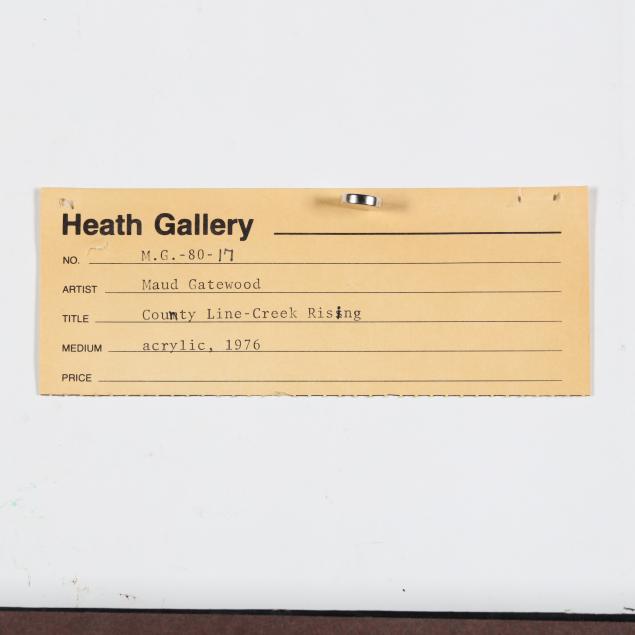 Heath Gallery
NO. M.G.-80-17
ARTIST Maud Gatewood
TITLE County Line-Creek Rising
MEDIUM acrylic, 1976
PRICE